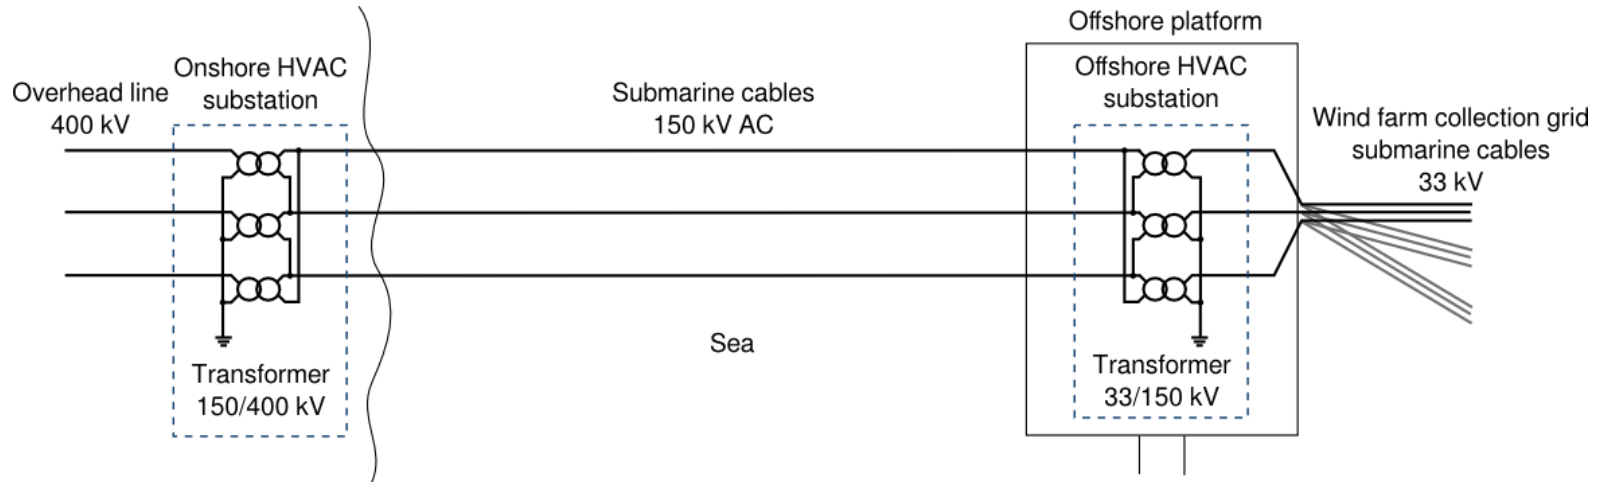 Offshore platform
Onshore HVAC
substation
Offshore HVAC
substation
Overhead line
400 kV
Submarine cables
150 kV AC
Wind farm collection grid
submarine cables
33 kV
Sea
Transformer
150/400 kV
Transformer
33/150 kV